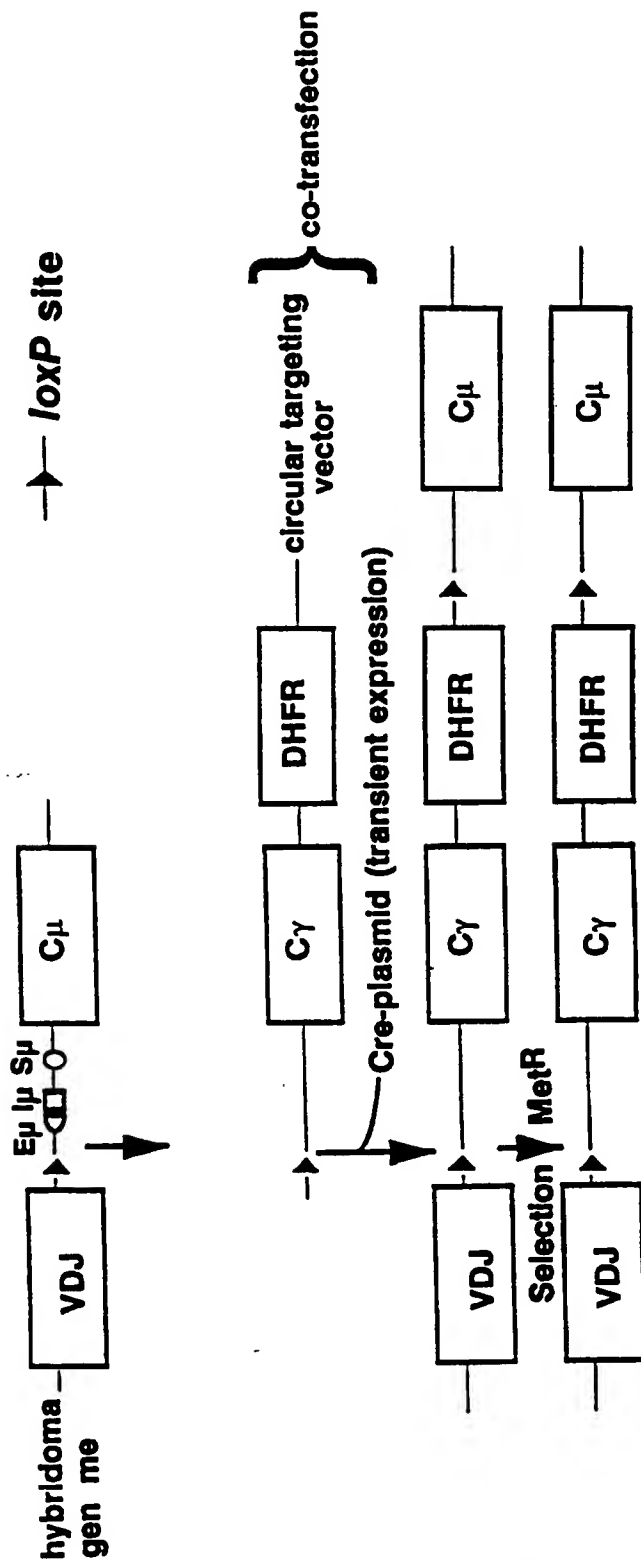 hybridoma
gen me
VDJ
Eμ Iμ Sμ
Cμ
loxP site
Cγ
DHFR
circular targeting
vector
co-transfection
Cre-plasmid (transient expression)
VDJ
Cγ
DHFR
Cμ
Selection MetR
VDJ
Cγ
DHFR
Cμ